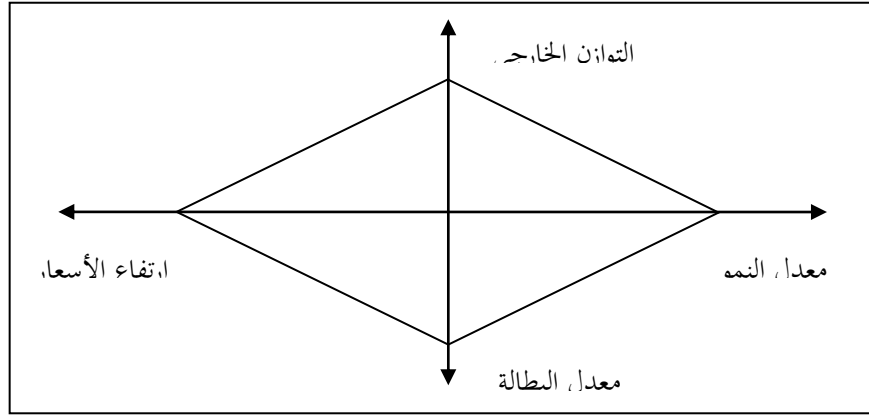 التوازن الخارجي
ارتفاع الأسعار
معدل النمو
معدل البطالة